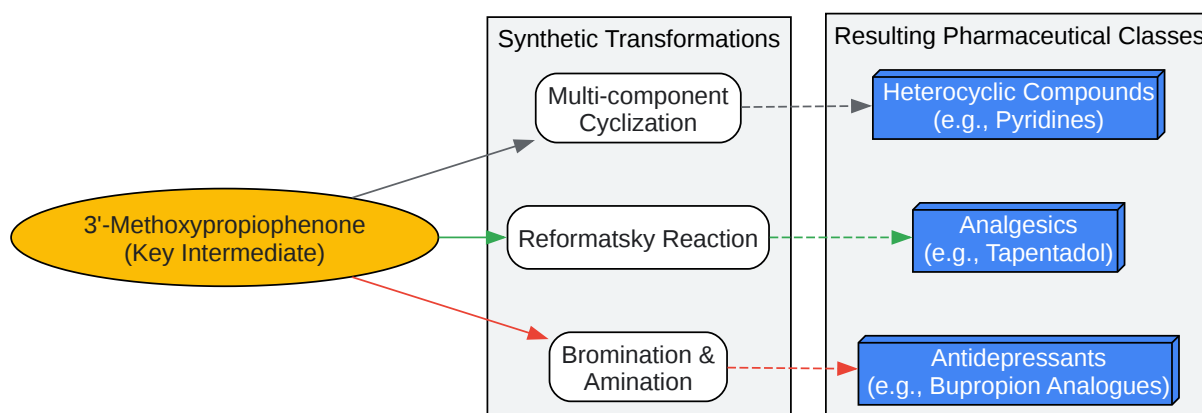 Synthetic Transformations
Resulting Pharmaceutical Classes
Multi-component
Cyclization
Heterocyclic Compounds
(e.g., Pyridines)
3'-Methoxypropiophenone
(Key Intermediate)
Reformatsky Reaction
Analgesics
(e.g., Tapentadol)
Bromination &
Amination
Antidepressants
(e.g., Bupropion Analogues)